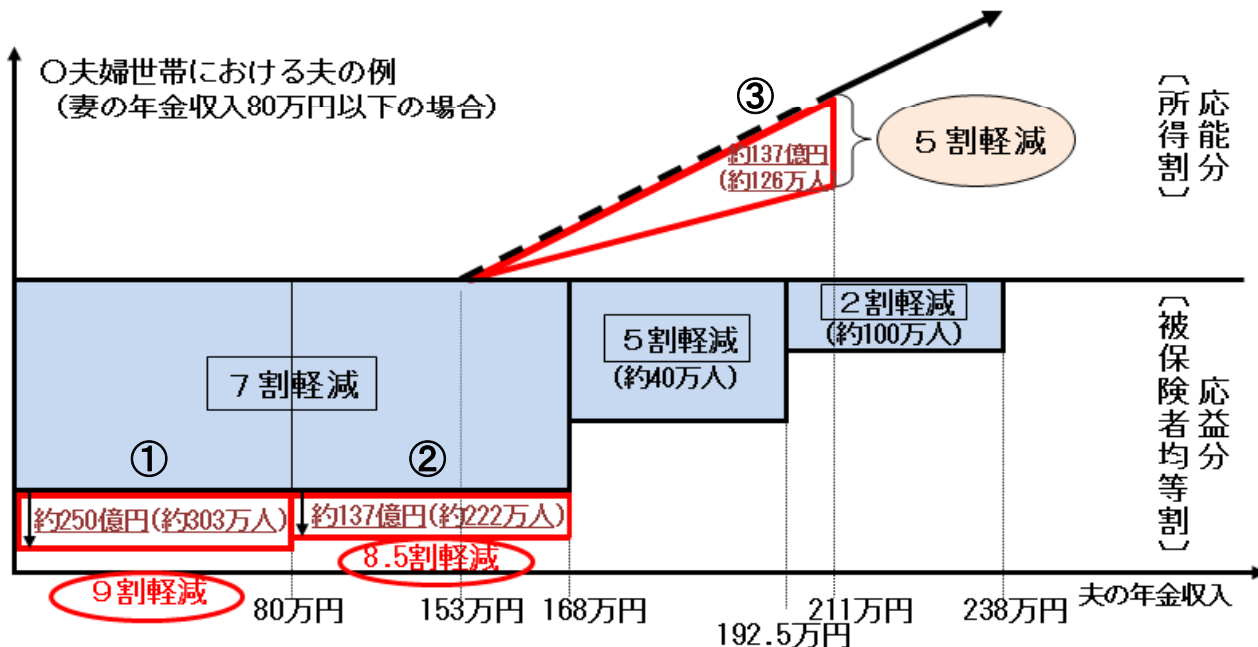 ○夫婦世帯における夫の例
（妻の年金収入80万円以下の場合）
③
約137億円
(約126万人
５割軽減
応能分
〔所得割〕
７割軽減
５割軽減
(約40万人)
２割軽減
(約100万人)
①
②
約250億円(約303万人)
約137億円(約222万人)
９割軽減
8.5割軽減
応益分
〔被保険者均等割〕
80万円
153万円
168万円
192.5万円
211万円
238万円
夫の年金収入